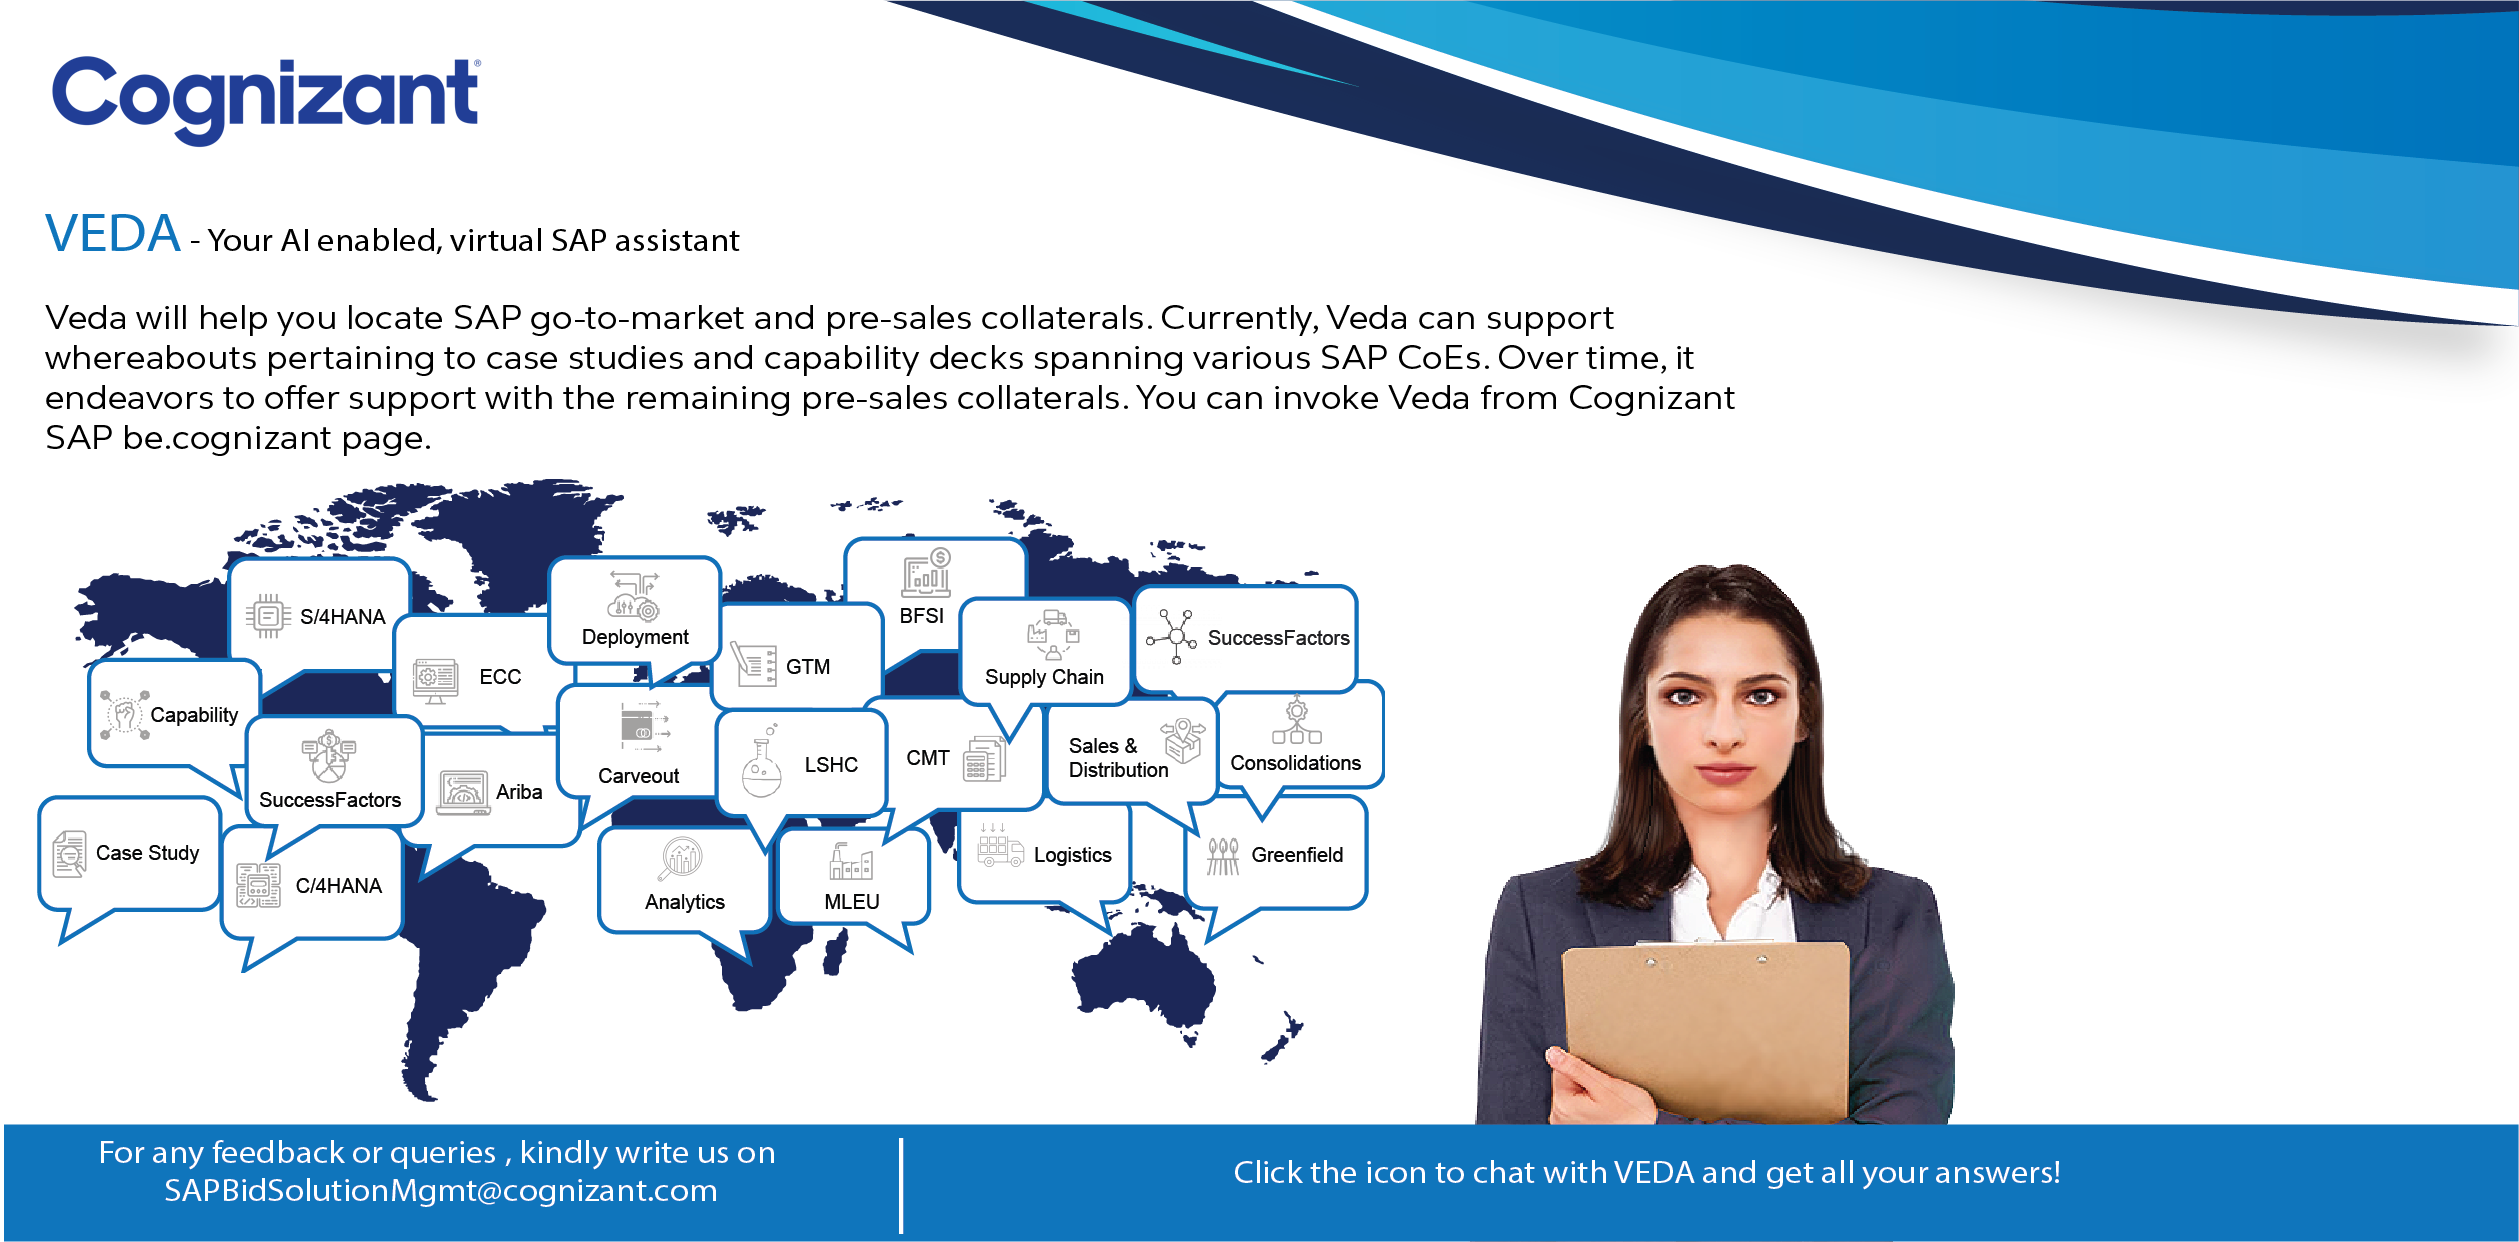 Cognizant®
VEDA - Your AI enabled, virtual SAP assistant
Veda will help you locate SAP go-to-market and pre-sales collaterals. Currently, Veda can support
whereabouts pertaining to case studies and capability decks spanning various SAP CoEs. Over time, it
endeavors to offer support with the remaining pre-sales collaterals. You can invoke Veda from Cognizant
SAP be.cognizant page.
S/4HANA
Deployment
BFSI
ECC
GTM
Supply Chain
SuccessFactors
Capability
SuccessFactors
Ariba
Carveout
LSHC
CMT
Sales &
Distribution
Consolidations
Case Study
C/4HANA
Analytics
MLEU
Logistics
Greenfield
For any feedback or queries , kindly write us on
SAPBidSolutionMgmt@cognizant.com
Click the icon to chat with VEDA and get all your answers!